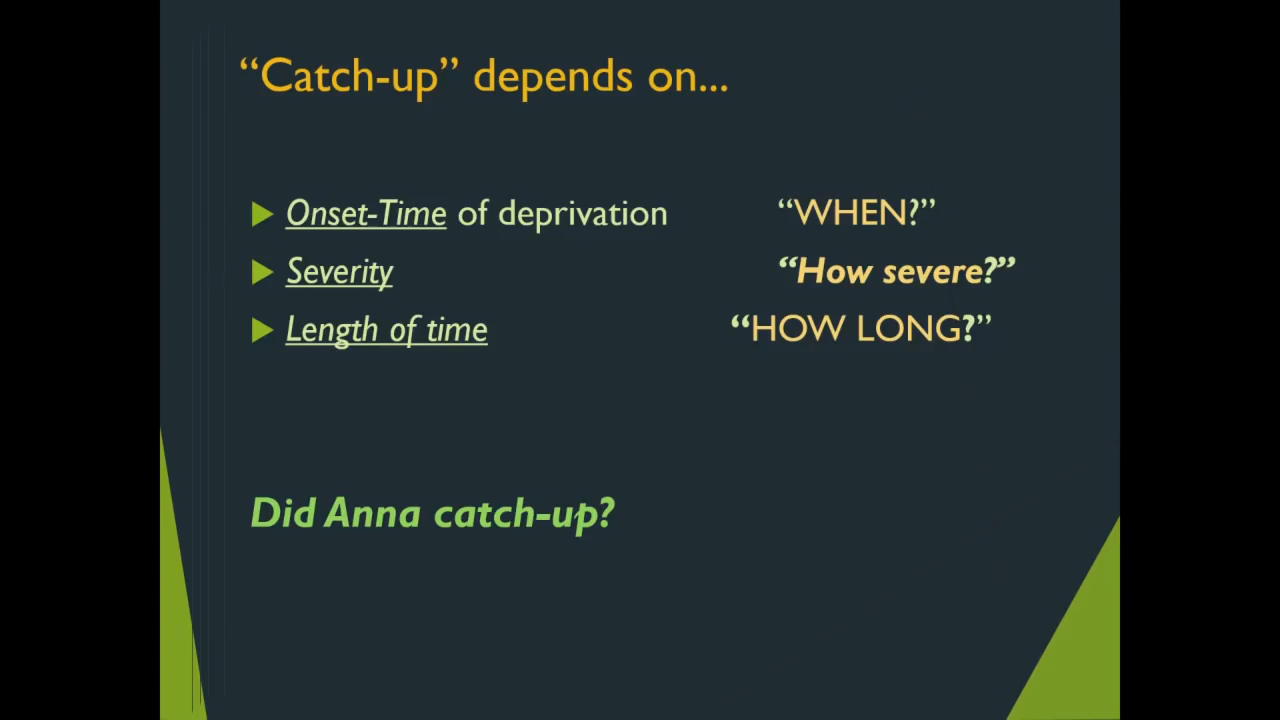 “Catch-up” depends on...
Onset-Time of deprivation “WHEN?”
Severity “How severe?”
Length of time “HOW LONG?”
Did Anna catch-up?